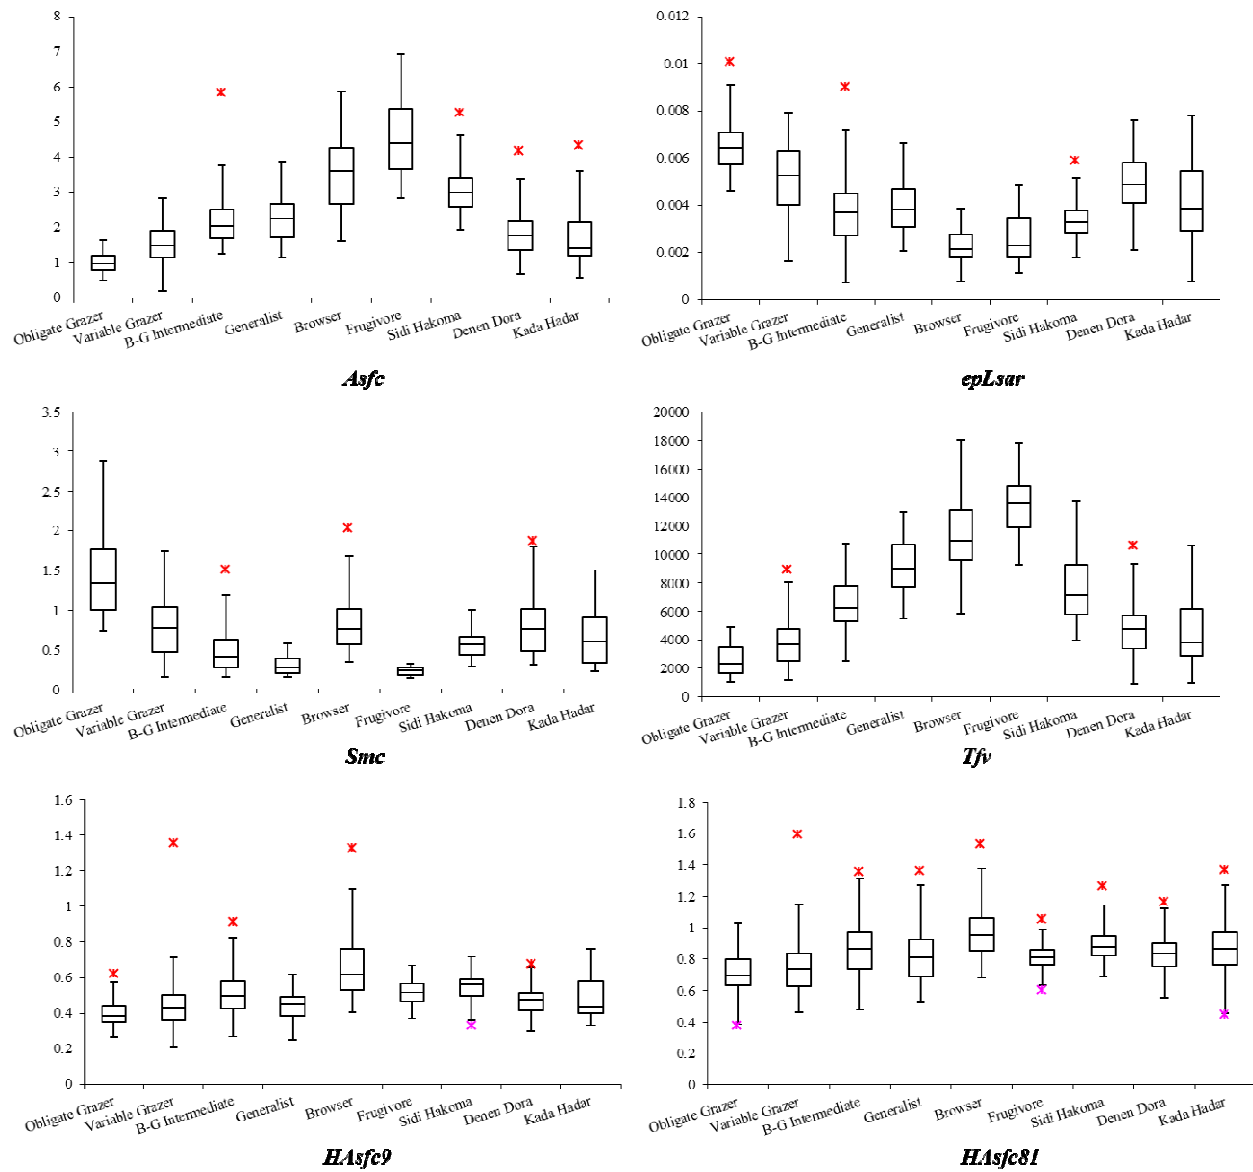 8
7
6
5
4
3
2
1
0
Obligate Grazer
Variable Grazer
B-G Intermediate
Generalist
Browser
Frugivore
Sidi Hakoma
Denen Dora
Kada Hadar
Asfc
0.012
0.01
0.008
0.006
0.004
0.002
0
Obligate Grazer
Variable Grazer
B-G Intermediate
Generalist
Browser
Frugivore
Sidi Hakoma
Denen Dora
Kada Hadar
epLsar
3.5
3
2.5
2
1.5
1
0.5
0
Obligate Grazer
Variable Grazer
B-G Intermediate
Generalist
Browser
Frugivore
Sidi Hakoma
Denen Dora
Kada Hadar
Smc
20000
18000
16000
14000
12000
10000
8000
6000
4000
2000
0
Obligate Grazer
Variable Grazer
B-G Intermediate
Generalist
Browser
Frugivore
Sidi Hakoma
Denen Dora
Kada Hadar
Tfv
1.6
1.4
1.2
1
0.8
0.6
0.4
0.2
0
Obligate Grazer
Variable Grazer
B-G Intermediate
Generalist
Browser
Frugivore
Sidi Hakoma
Denen Dora
Kada Hadar
HAsfc9
1.8
1.6
1.4
1.2
1
0.8
0.6
0.4
0.2
0
Obligate Grazer
Variable Grazer
B-G Intermediate
Generalist
Browser
Frugivore
Sidi Hakoma
Denen Dora
Kada Hadar
HAsfc81